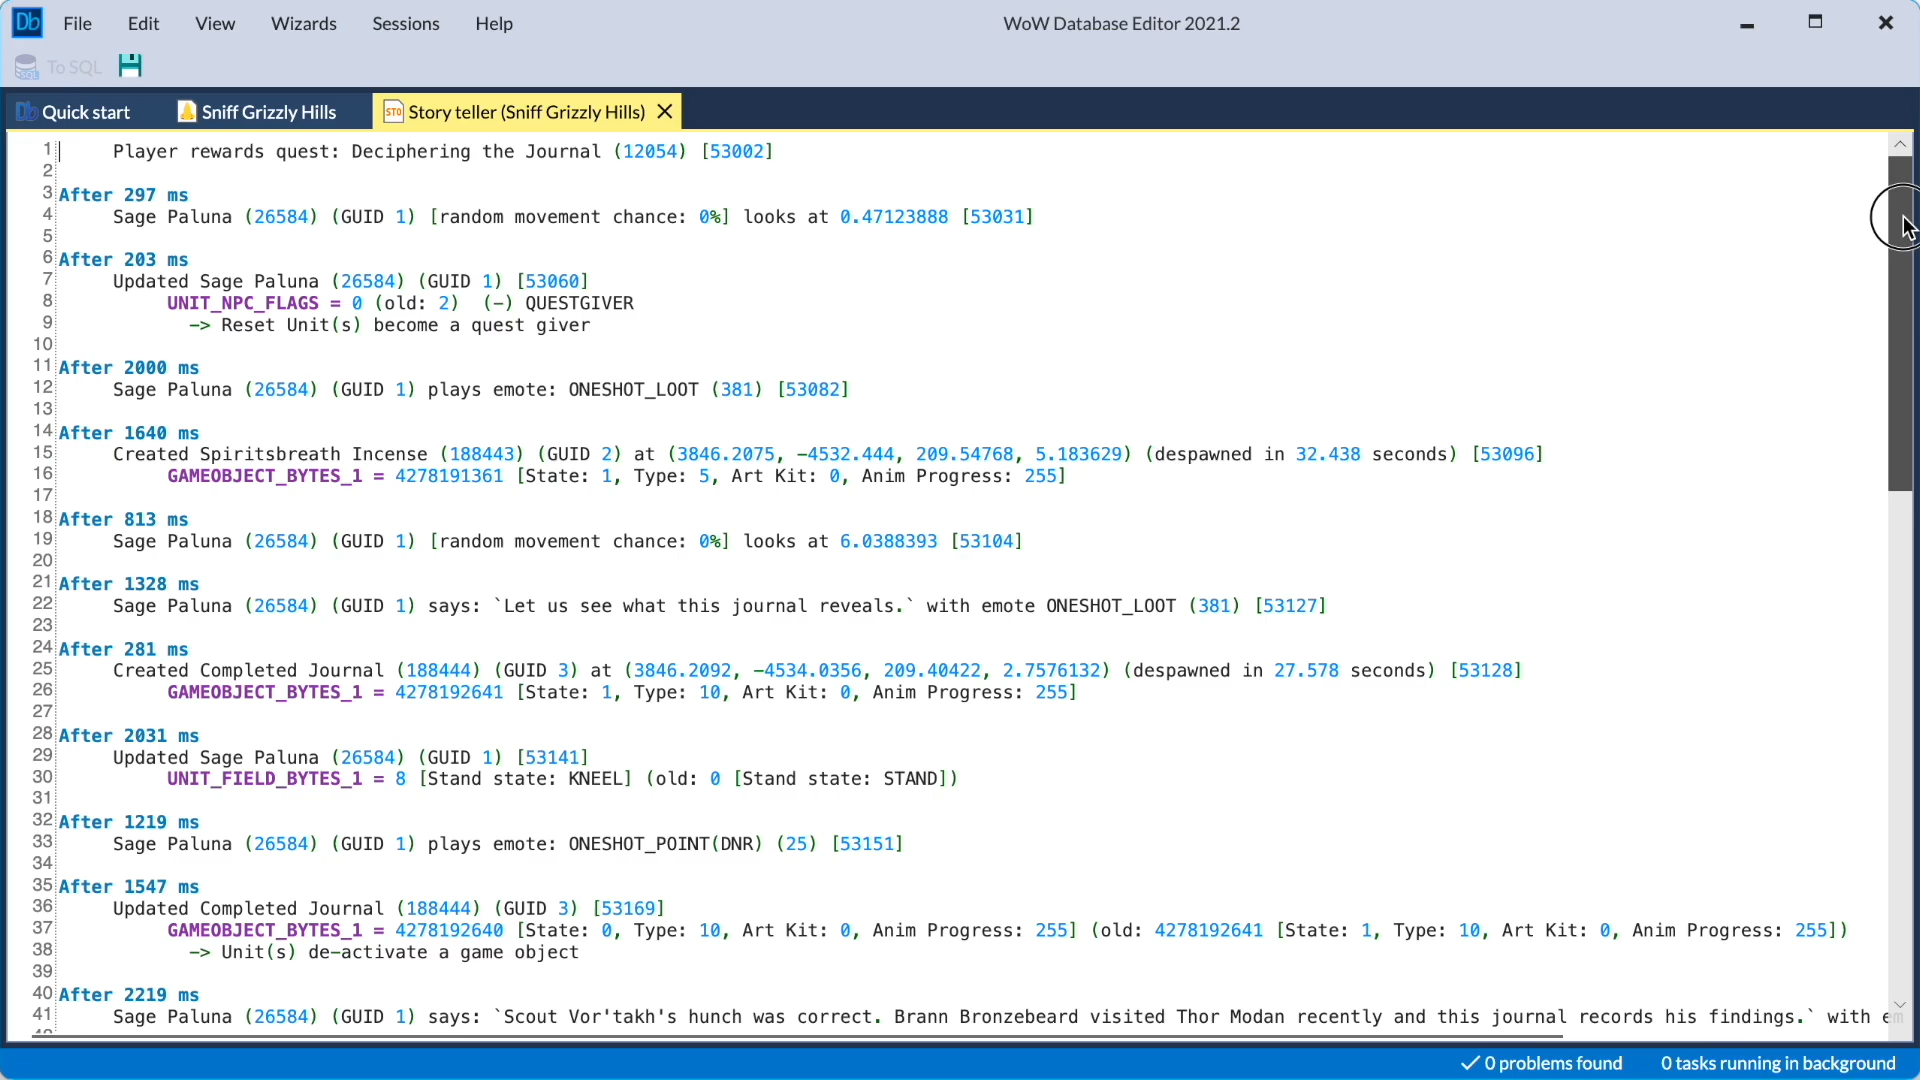 Db File Edit View Wizards Sessions Help WoW Database Editor 2021.2
SQL To SQL
Db Quick start Sniff Grizzly Hills STO Story teller (Sniff Grizzly Hills)
1 Player rewards quest: Deciphering the Journal (12054) [53002]
2
3 After 297 ms
4 Sage Paluna (26584) (GUID 1) [random movement chance: 0%] looks at 0.47123888 [53031]
5
6 After 203 ms
7 Updated Sage Paluna (26584) (GUID 1) [53060]
8 UNIT_NPC_FLAGS = 0 (old: 2) (-) QUESTGIVER
9 -> Reset Unit(s) become a quest giver
10
11 After 2000 ms
12 Sage Paluna (26584) (GUID 1) plays emote: ONESHOT_LOOT (381) [53082]
13
14 After 1640 ms
15 Created Spiritsbreath Incense (188443) (GUID 2) at (3846.2075, -4532.444, 209.54768, 5.183629) (despawned in 32.438 seconds) [53096]
16 GAMEOBJECT_BYTES_1 = 4278191361 [State: 1, Type: 5, Art Kit: 0, Anim Progress: 255]
17
18 After 813 ms
19 Sage Paluna (26584) (GUID 1) [random movement chance: 0%] looks at 6.0388393 [53104]
20
21 After 1328 ms
22 Sage Paluna (26584) (GUID 1) says: `Let us see what this journal reveals.` with emote ONESHOT_LOOT (381) [53127]
23
24 After 281 ms
25 Created Completed Journal (188444) (GUID 3) at (3846.2092, -4534.0356, 209.40422, 2.7576132) (despawned in 27.578 seconds) [53128]
26 GAMEOBJECT_BYTES_1 = 4278192641 [State: 1, Type: 10, Art Kit: 0, Anim Progress: 255]
27
28 After 2031 ms
29 Updated Sage Paluna (26584) (GUID 1) [53141]
30 UNIT_FIELD_BYTES_1 = 8 [Stand state: KNEEL] (old: 0 [Stand state: STAND])
31
32 After 1219 ms
33 Sage Paluna (26584) (GUID 1) plays emote: ONESHOT_POINT(DNR) (25) [53151]
34
35 After 1547 ms
36 Updated Completed Journal (188444) (GUID 3) [53169]
37 GAMEOBJECT_BYTES_1 = 4278192640 [State: 0, Type: 10, Art Kit: 0, Anim Progress: 255] (old: 4278192641 [State: 1, Type: 10, Art Kit: 0, Anim Progress: 255])
38 -> Unit(s) de-activate a game object
39
40 After 2219 ms
41 Sage Paluna (26584) (GUID 1) says: `Scout Vor'takh's hunch was correct. Brann Bronzebeard visited Thor Modan recently and this journal records his findings.` with em
0 problems found 0 tasks running in background